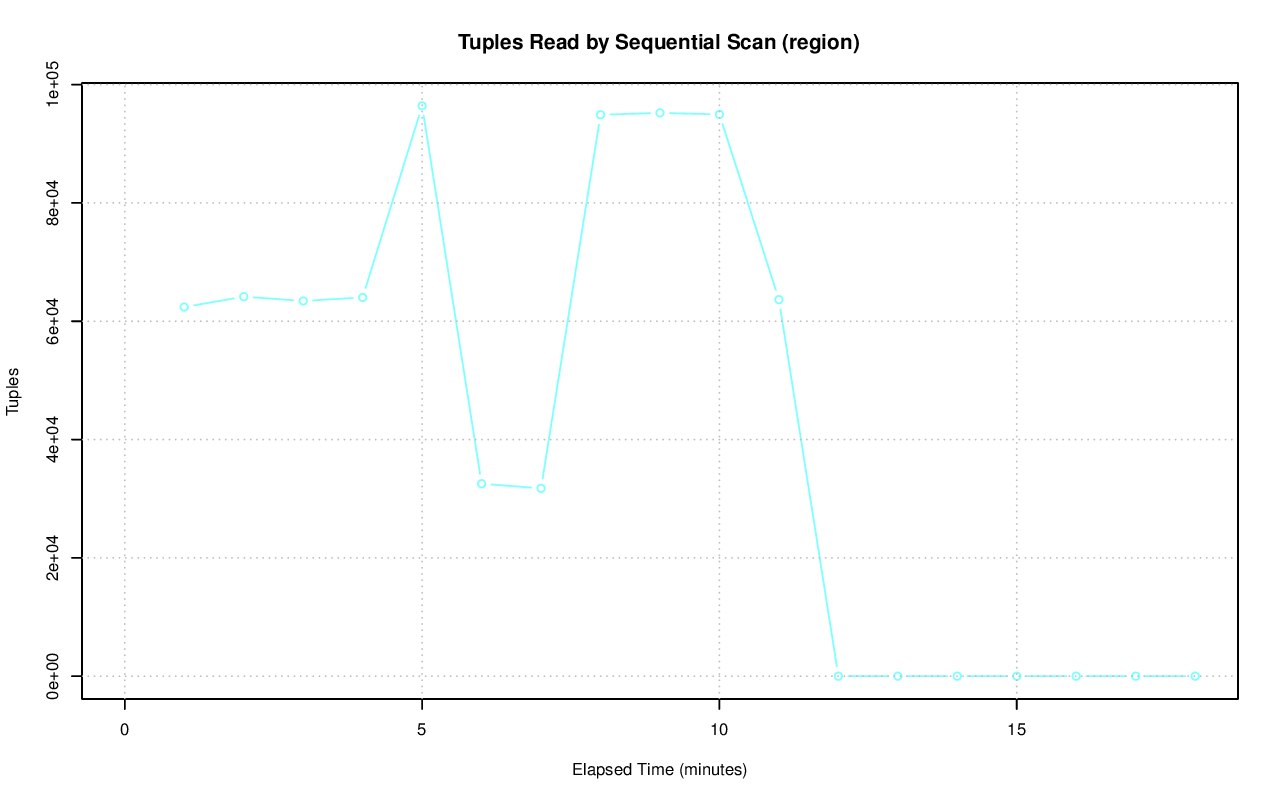 Tuples Read by Sequential Scan (region)
1e+05
8e+04
6e+04
4e+04
2e+04
0e+00
Tuples
0 5 10 15
Elapsed Time (minutes)